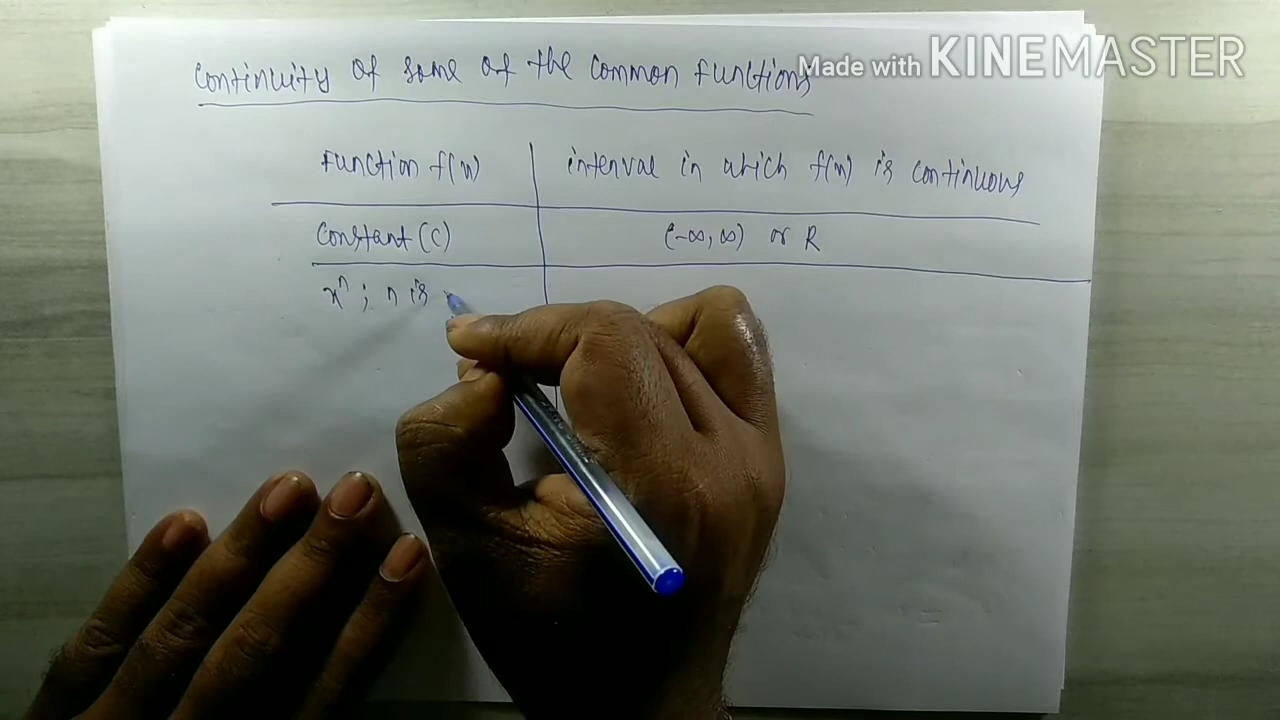 Continuity of some of the common functions
Made with KINEMASTER
Function f(x) interval in which f(x) is continuous
Constant (C) (-∞, ∞) or R
xⁿ ; n is